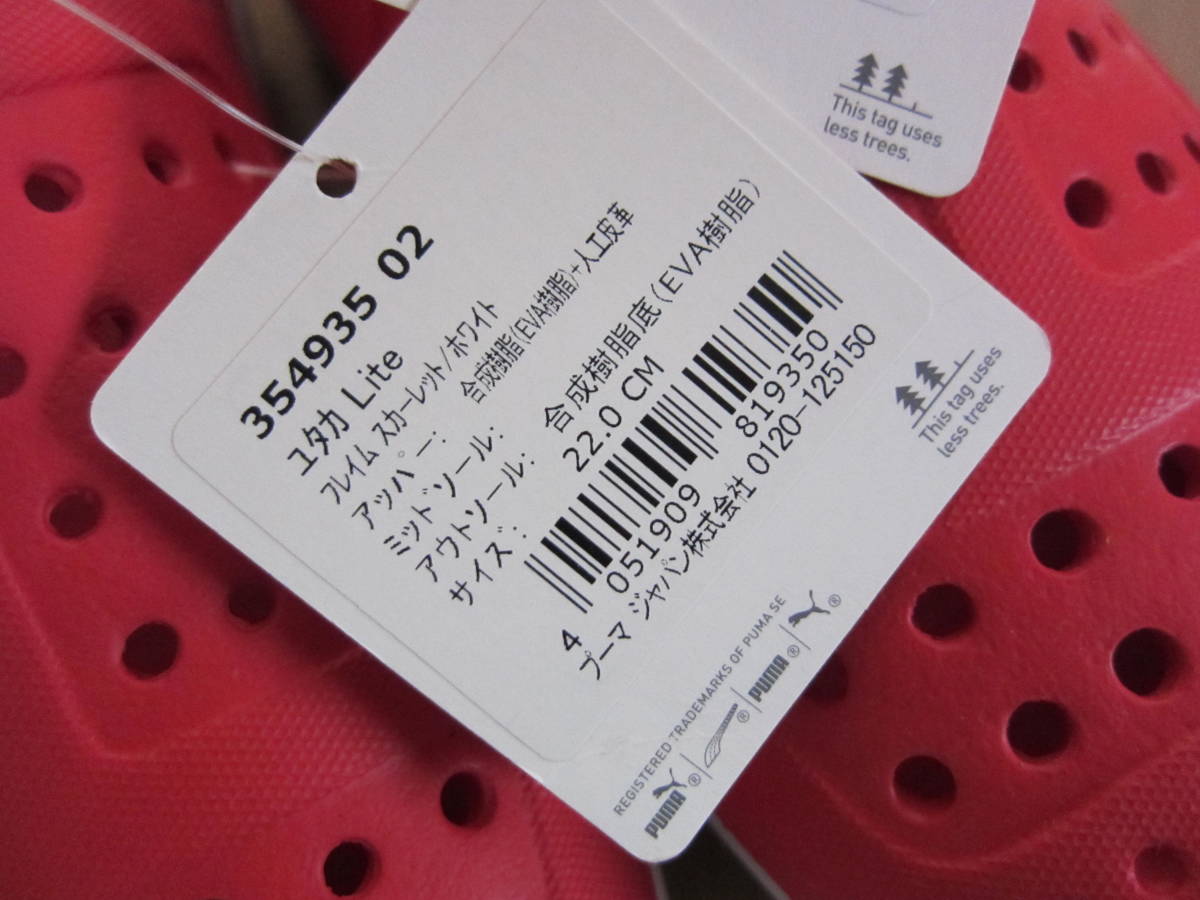 354935 02
1タカ Lite
フレイム スカーレット/ホワイト
アッパー: 合成樹脂(EVA樹脂)+人工皮革
ミッドソール:
アウトソール: 合成樹脂底(EVA樹脂)
サイズ: 22.0 CM
4 051909 819350
プーマ ジャパン株式会社 0120-125150
REGISTERED TRADEMARKS OF PUMA SE
PUMA® | ® | PUMA® | ®
This tag uses
less trees.
This tag uses
less trees.